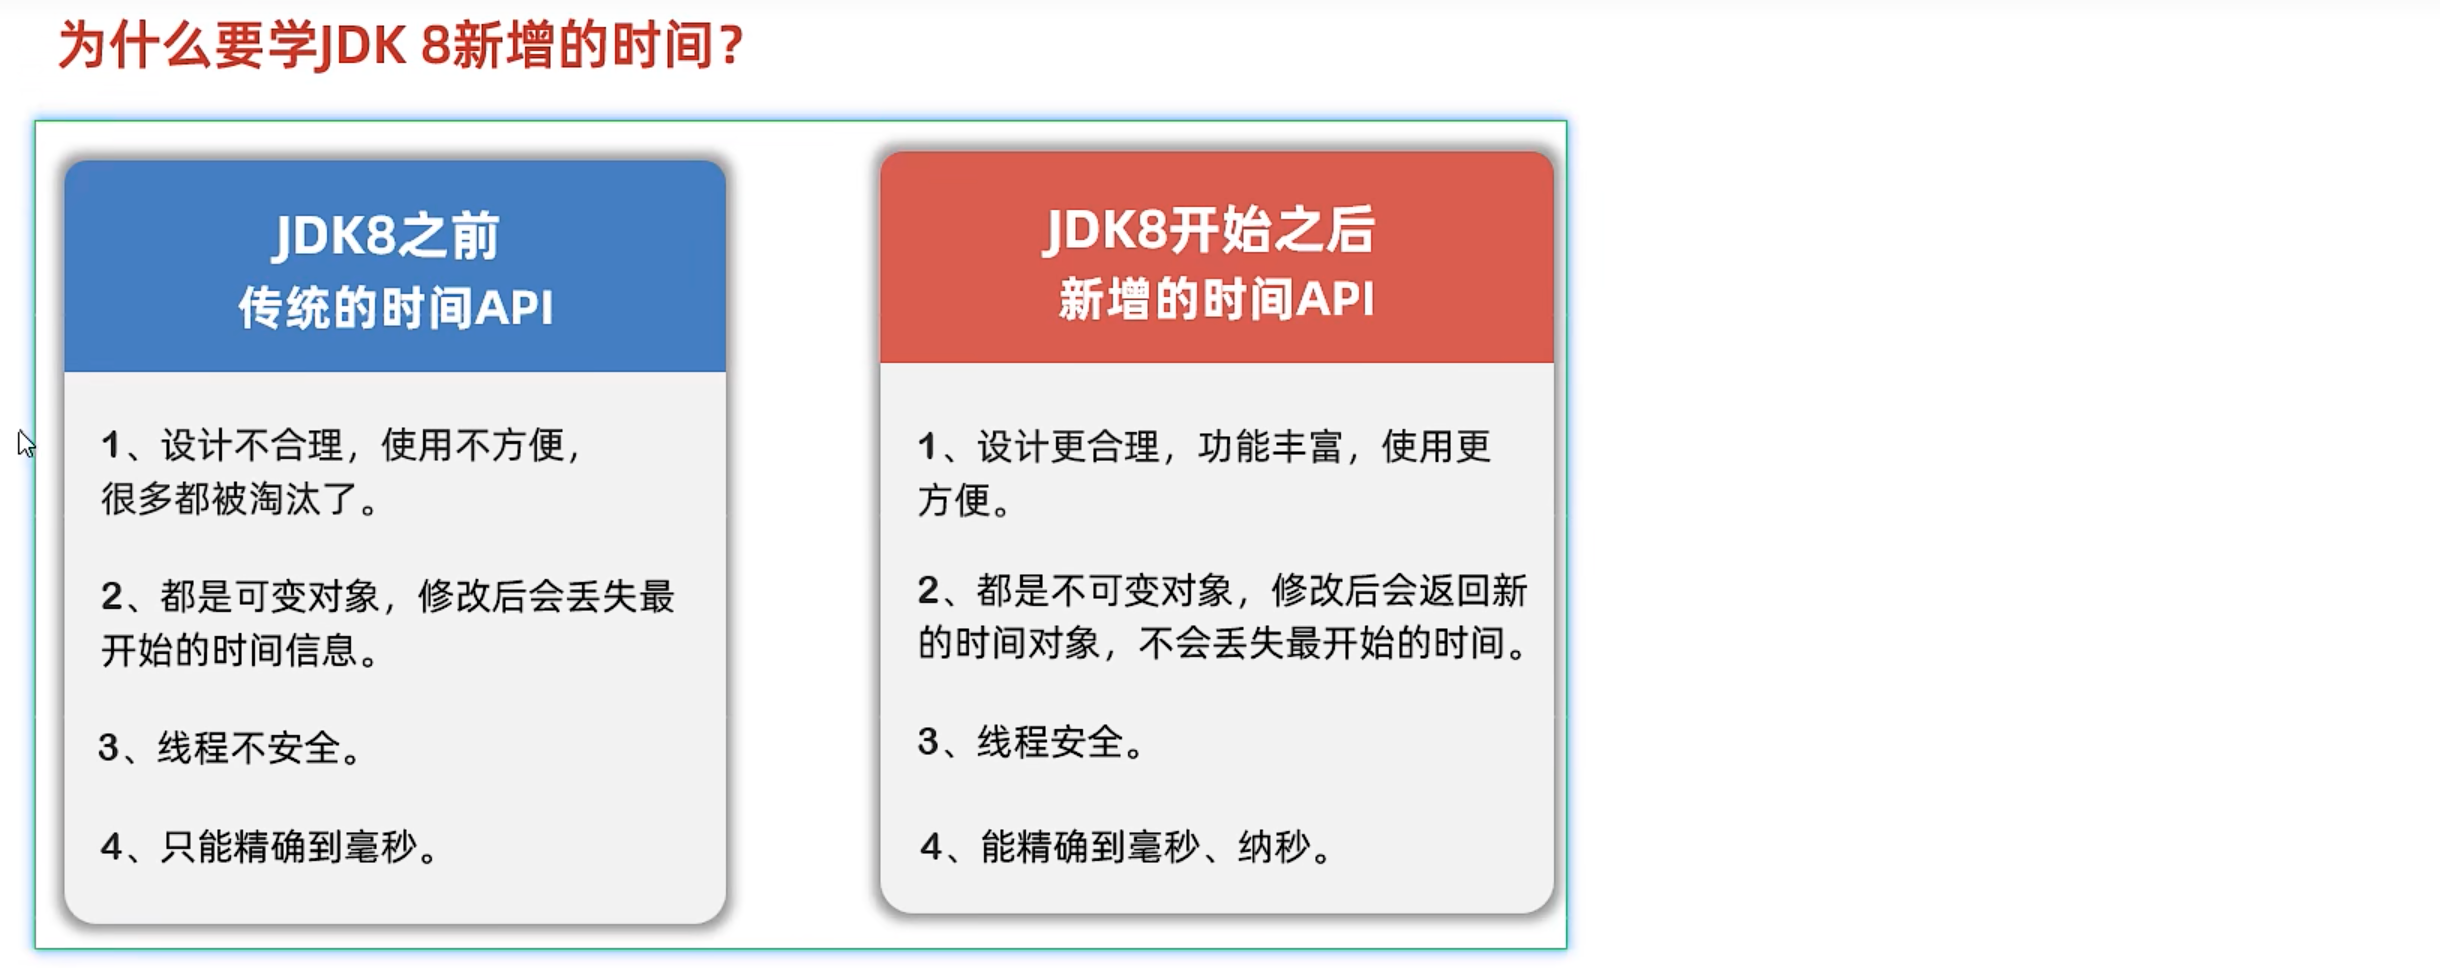 为什么要学JDK 8新增的时间？
JDK8之前
传统的时间API
1、设计不合理，使用不方便，
很多都被淘汰了。
2、都是可变对象，修改后会丢失最
开始的时间信息。
3、线程不安全。
4、只能精确到毫秒。
JDK8开始之后
新增的时间API
1、设计更合理，功能丰富，使用更
方便。
2、都是不可变对象，修改后会返回新
的时间对象，不会丢失最开始的时间。
3、线程安全。
4、能精确到毫秒、纳秒。